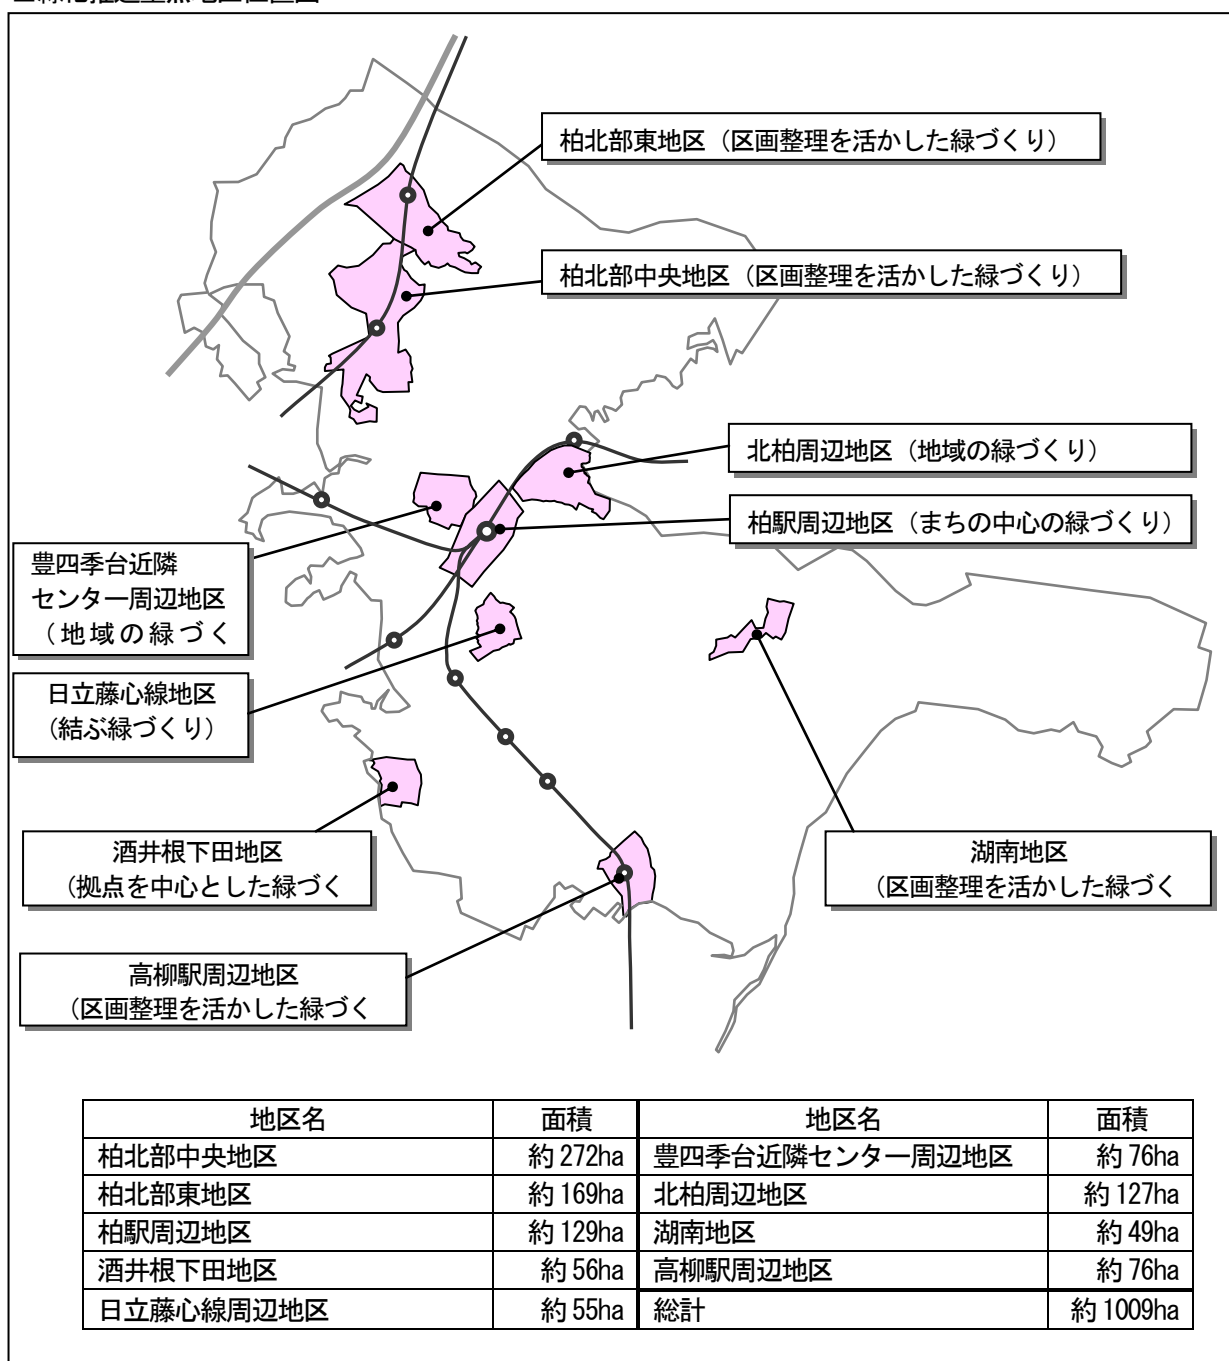 柏北部東地区（区画整理を活かした緑づくり）
柏北部中央地区（区画整理を活かした緑づくり）
北柏周辺地区（地域の緑づくり）
柏駅周辺地区（まちの中心の緑づくり）
豊四季台近隣
センター周辺地区
（地域の緑づく
日立藤心線地区
（結ぶ緑づくり）
酒井根下田地区
（拠点を中心とした緑づく
湖南地区
（区画整理を活かした緑づく
高柳駅周辺地区
（区画整理を活かした緑づく
地区名 面積 地区名 面積
柏北部中央地区 約272ha 豊四季台近隣センター周辺地区 約76ha
柏北部東地区 約169ha 北柏周辺地区 約127ha
柏駅周辺地区 約129ha 湖南地区 約49ha
酒井根下田地区 約56ha 高柳駅周辺地区 約76ha
日立藤心線周辺地区 約55ha 総計 約1009ha